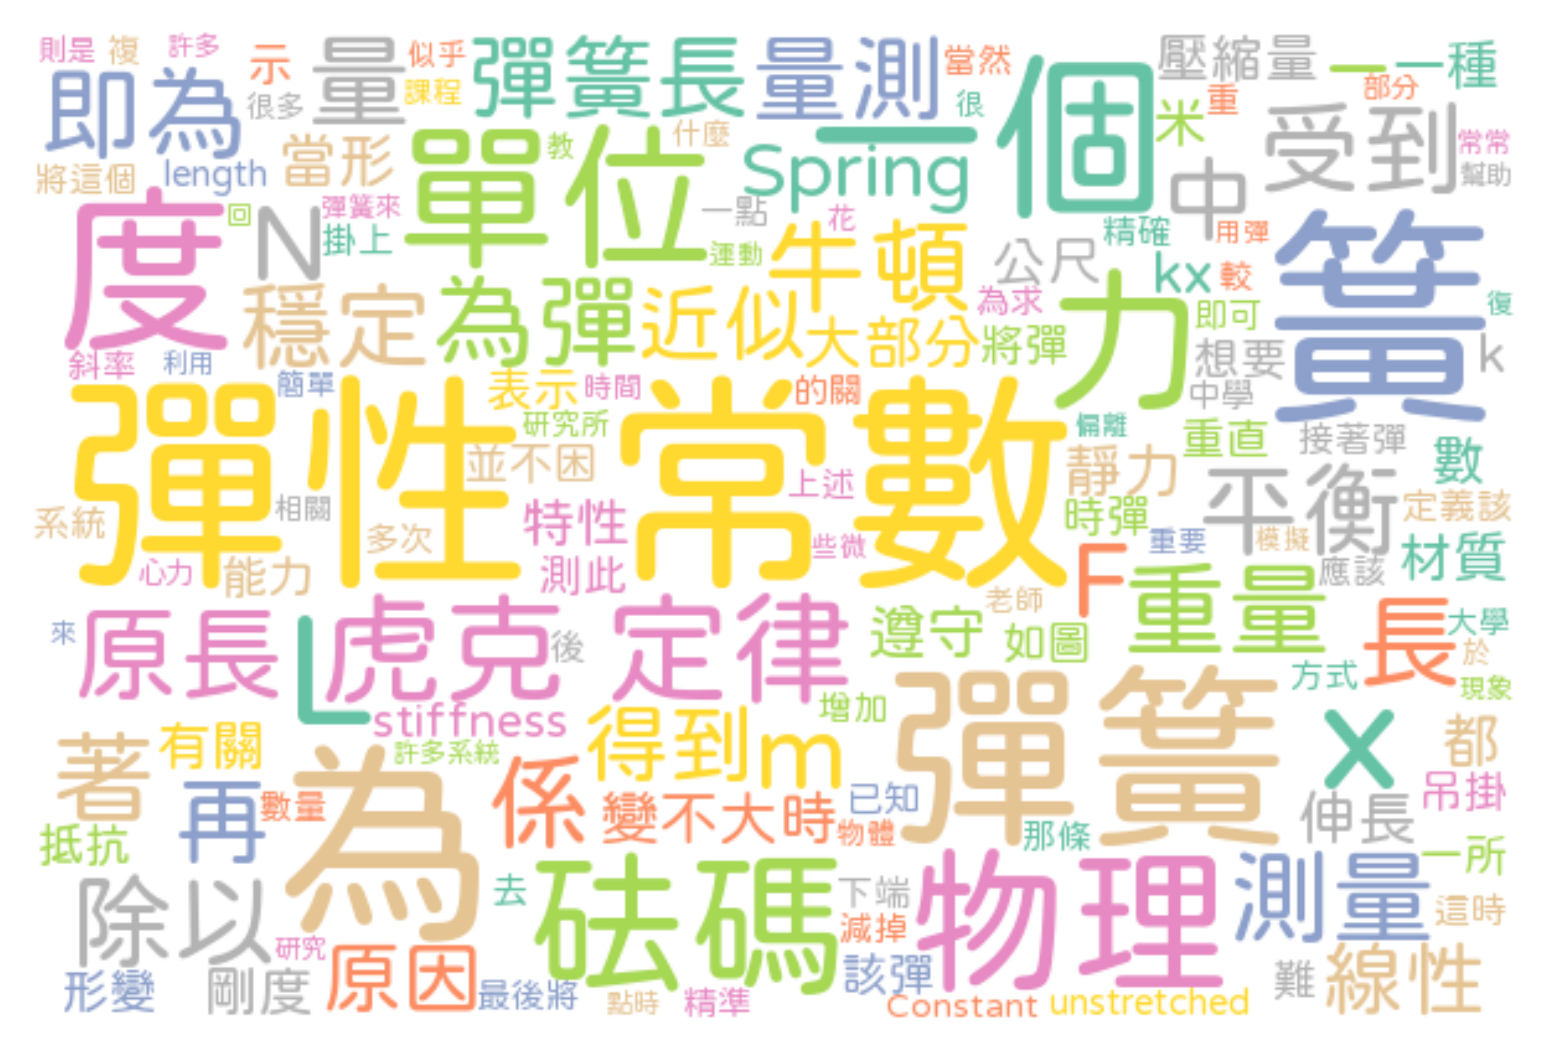 則是 複 許多 示 量 似乎 彈簧長 量測 當然 個 壓縮量 一 一種
即為 很多 課程 很 米 重 部分 受到 常常
將這個 length 當形 單位 教 什麼 一 Spring 中 幫助
度 回 N 彈簧來 掛上 一點 花 運動 牛頓 公尺 精確 用彈 簧
穩定 為彈 近似 大部分 將彈 為求 力 kx 較 即可 復
斜率 利用 簡單 表示 時間 的關 想要 k 中學
彈性常數 研究所 並不困 上述 偏離 重直 接著彈 數
系統 相關 多次 特性 些微 靜力 時彈 平衡 定義該
心力 能力 測此 F 重要 模擬 應該 材質
來 原長 L 虎克 後 定律 遵守 老師 如圖 重量 長 大學 於
stiffness 增加 彈簧 方式 現象
著 有關 許多系統 得到 m x 都
抵抗 再 數量 為 係 變不大時 物體 已知 那條 伸長 吊掛
除以 去 砝碼 下端 物理 測量 一所
研究 減掉 這時
形變 剛度 原因 最後將 點時 精準 該彈 Constant unstretched 難 線性